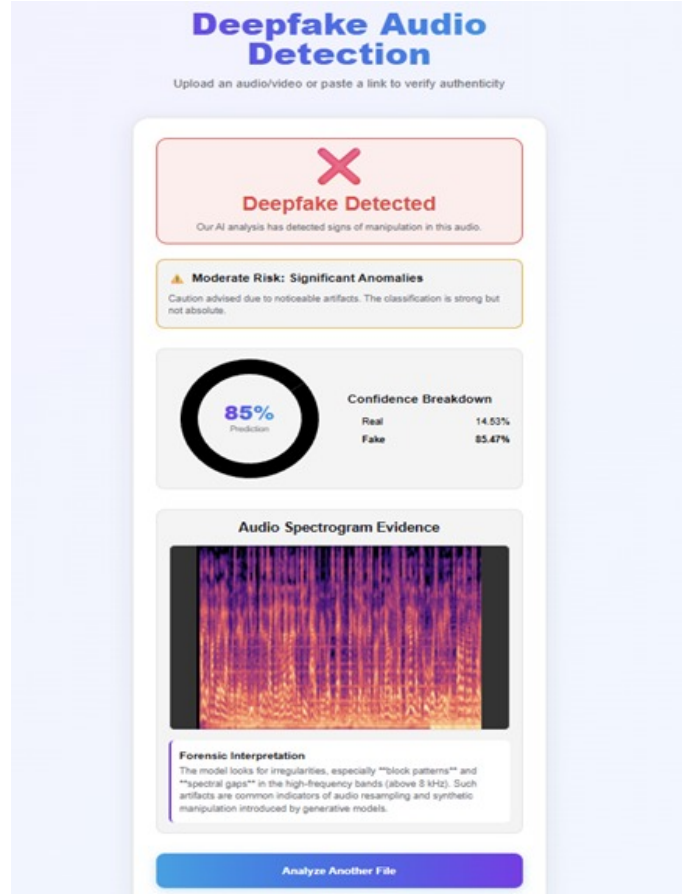 Deepfake Audio
Detection
Upload an audio/video or paste a link to verify authenticity
Deepfake Detected
Our AI analysis has detected signs of manipulation in this audio.
Moderate Risk: Significant Anomalies
Caution advised due to noticeable artifacts. The classification is strong but
not absolute.
85%
Prediction
Confidence Breakdown
Real 14.53%
Fake 85.47%
Audio Spectrogram Evidence
Forensic Interpretation
The model looks for irregularities, especially **block patterns** and
**spectral gaps** in the high-frequency bands (above 8 kHz). Such
artifacts are common indicators of audio resampling and synthetic
manipulation introduced by generative models.
Analyze Another File